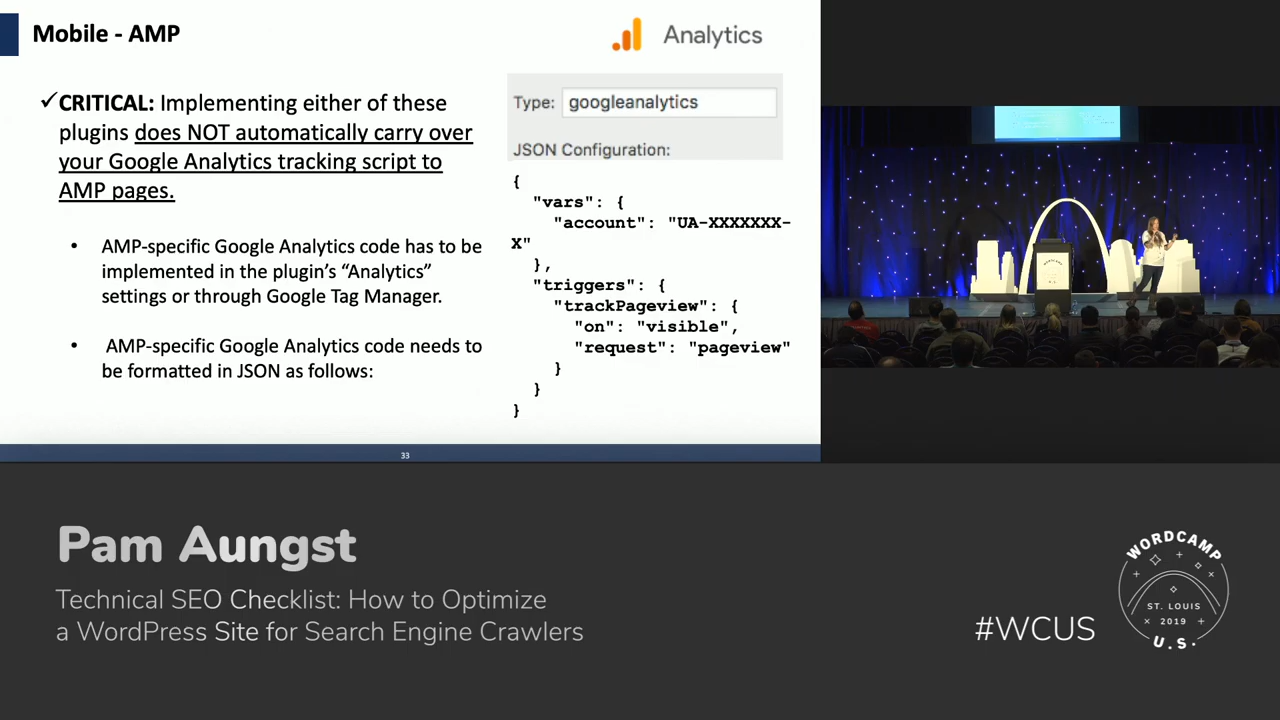 Mobile - AMP
Analytics
✓CRITICAL: Implementing either of these
plugins does NOT automatically carry over
your Google Analytics tracking script to
AMP pages.
• AMP-specific Google Analytics code has to be
implemented in the plugin’s “Analytics”
settings or through Google Tag Manager.
• AMP-specific Google Analytics code needs to
be formatted in JSON as follows:
Type: googleanalytics
JSON Configuration:
{
"vars": {
"account": "UA-XXXXXXX-
X"
},
"triggers": {
"trackPageview": {
"on": "visible",
"request": "pageview"
}
}
}
33
Pam Aungst
Technical SEO Checklist: How to Optimize
a WordPress Site for Search Engine Crawlers
#WCUS
WORDCAMP
ST. LOUIS
2019
U.S.